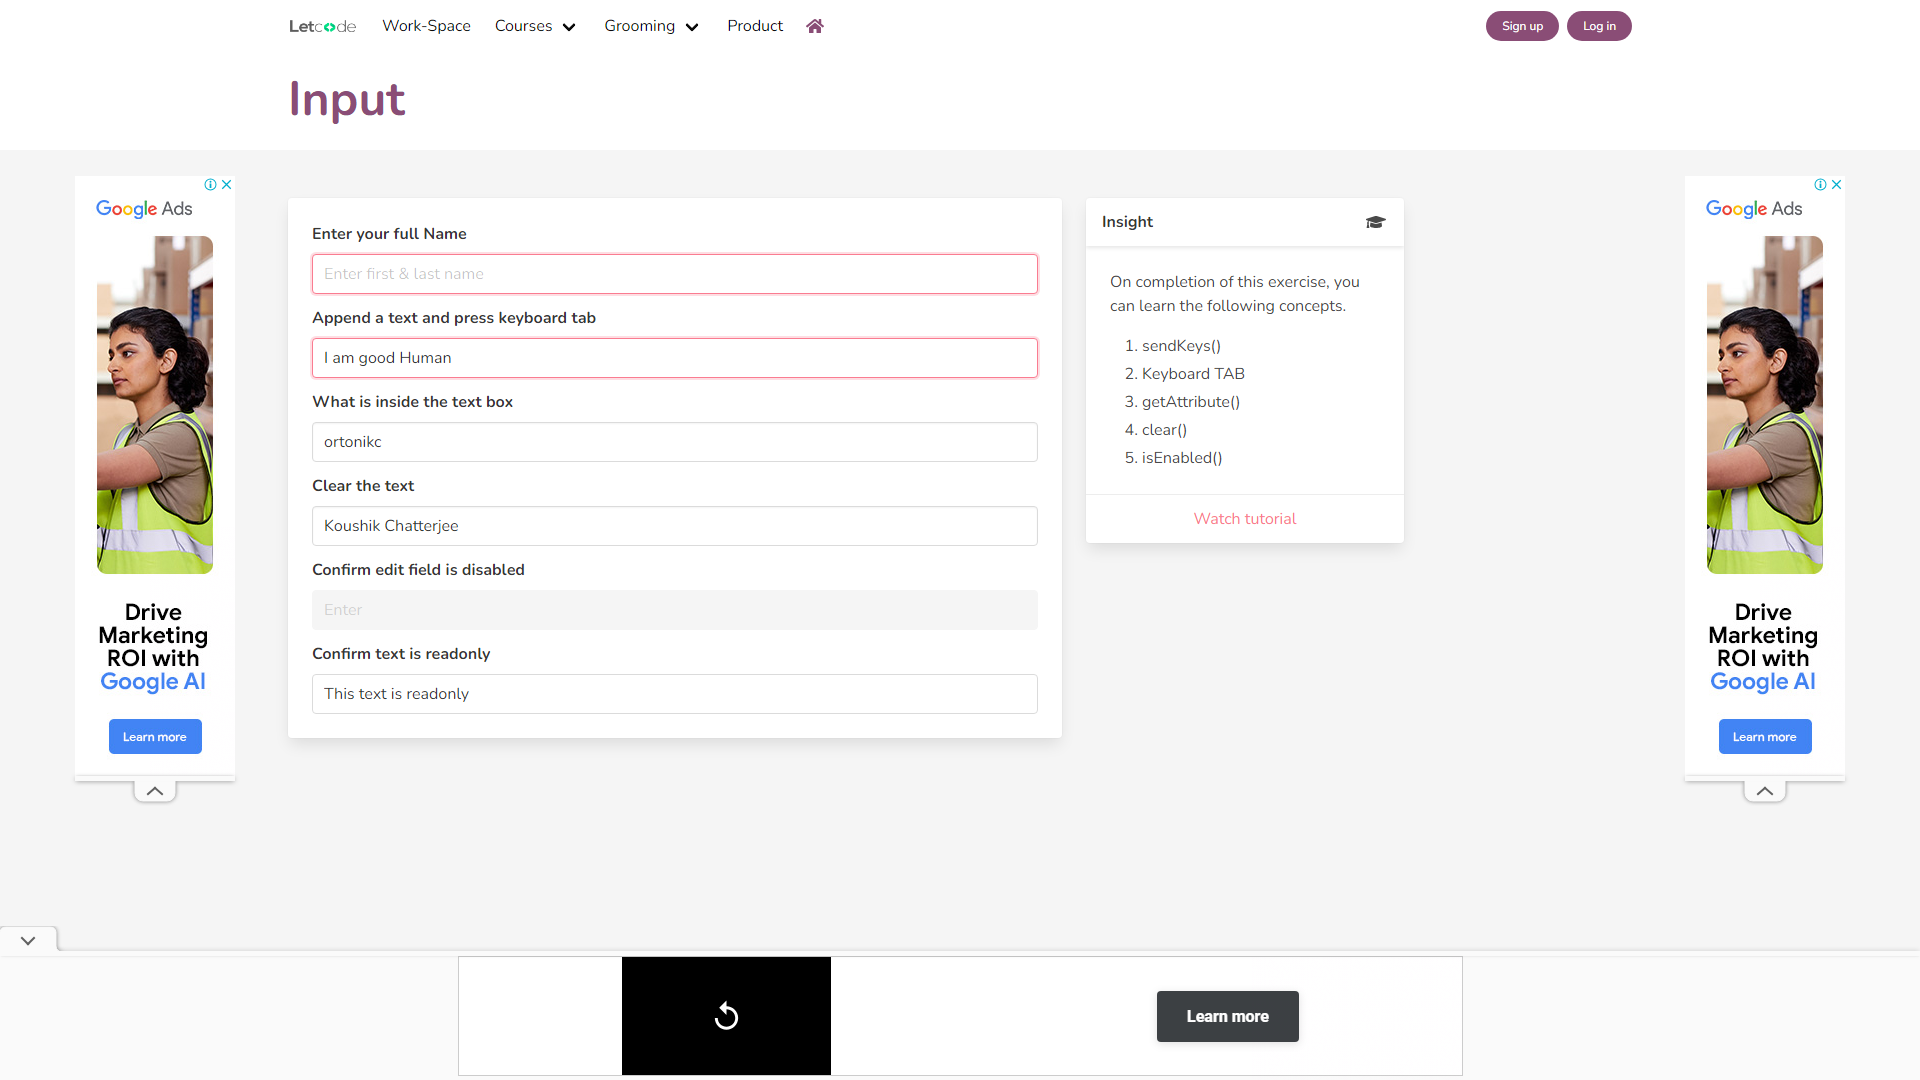 Letcode
Work-Space
Courses
Grooming
Product
Sign up
Log in
Input
Google Ads
Drive
Marketing
ROI with
Google AI
Learn more
Enter your full Name
Enter first & last name
Append a text and press keyboard tab
I am good Human
What is inside the text box
ortonikc
Clear the text
Koushik Chatterjee
Confirm edit field is disabled
Enter
Confirm text is readonly
This text is readonly
Insight
On completion of this exercise, you
can learn the following concepts.
1. sendKeys()
2. Keyboard TAB
3. getAttribute()
4. clear()
5. isEnabled()
Watch tutorial
Google Ads
Drive
Marketing
ROI with
Google AI
Learn more
Learn more